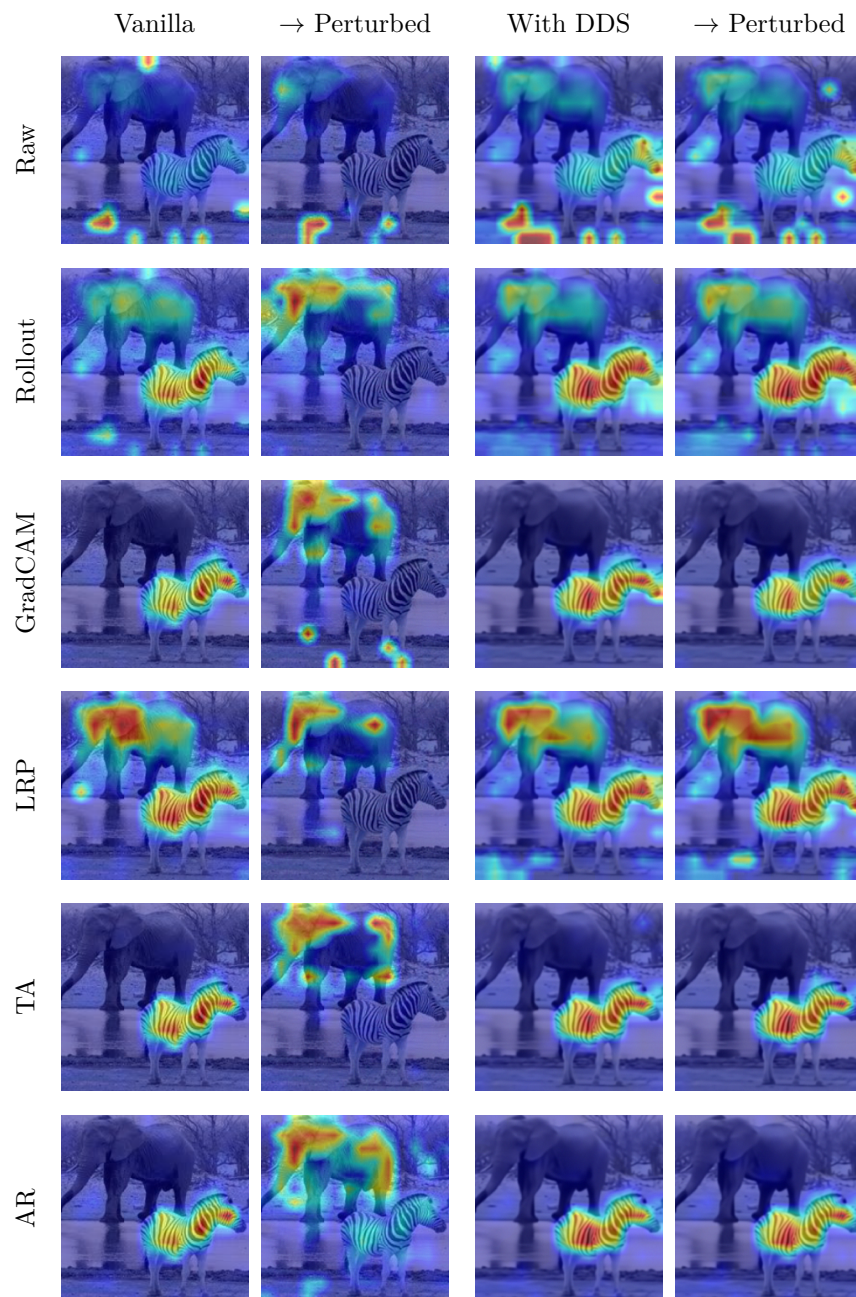 Vanilla → Perturbed With DDS → Perturbed
Raw
Rollout
GradCAM
LRP
TA
AR